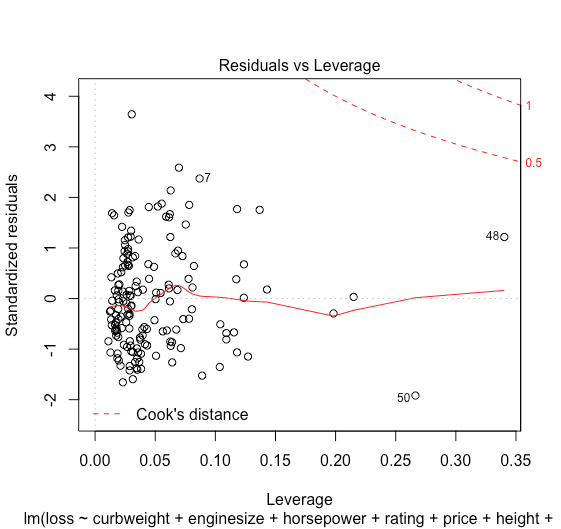 Residuals vs Leverage
Standardized residuals
4
3
2
1
0
-1
-2
1
0.5
7
48
50
Cook's distance
0.00 0.05 0.10 0.15 0.20 0.25 0.30 0.35
Leverage
lm(loss ~ curbweight + enginesize + horsepower + rating + price + height +